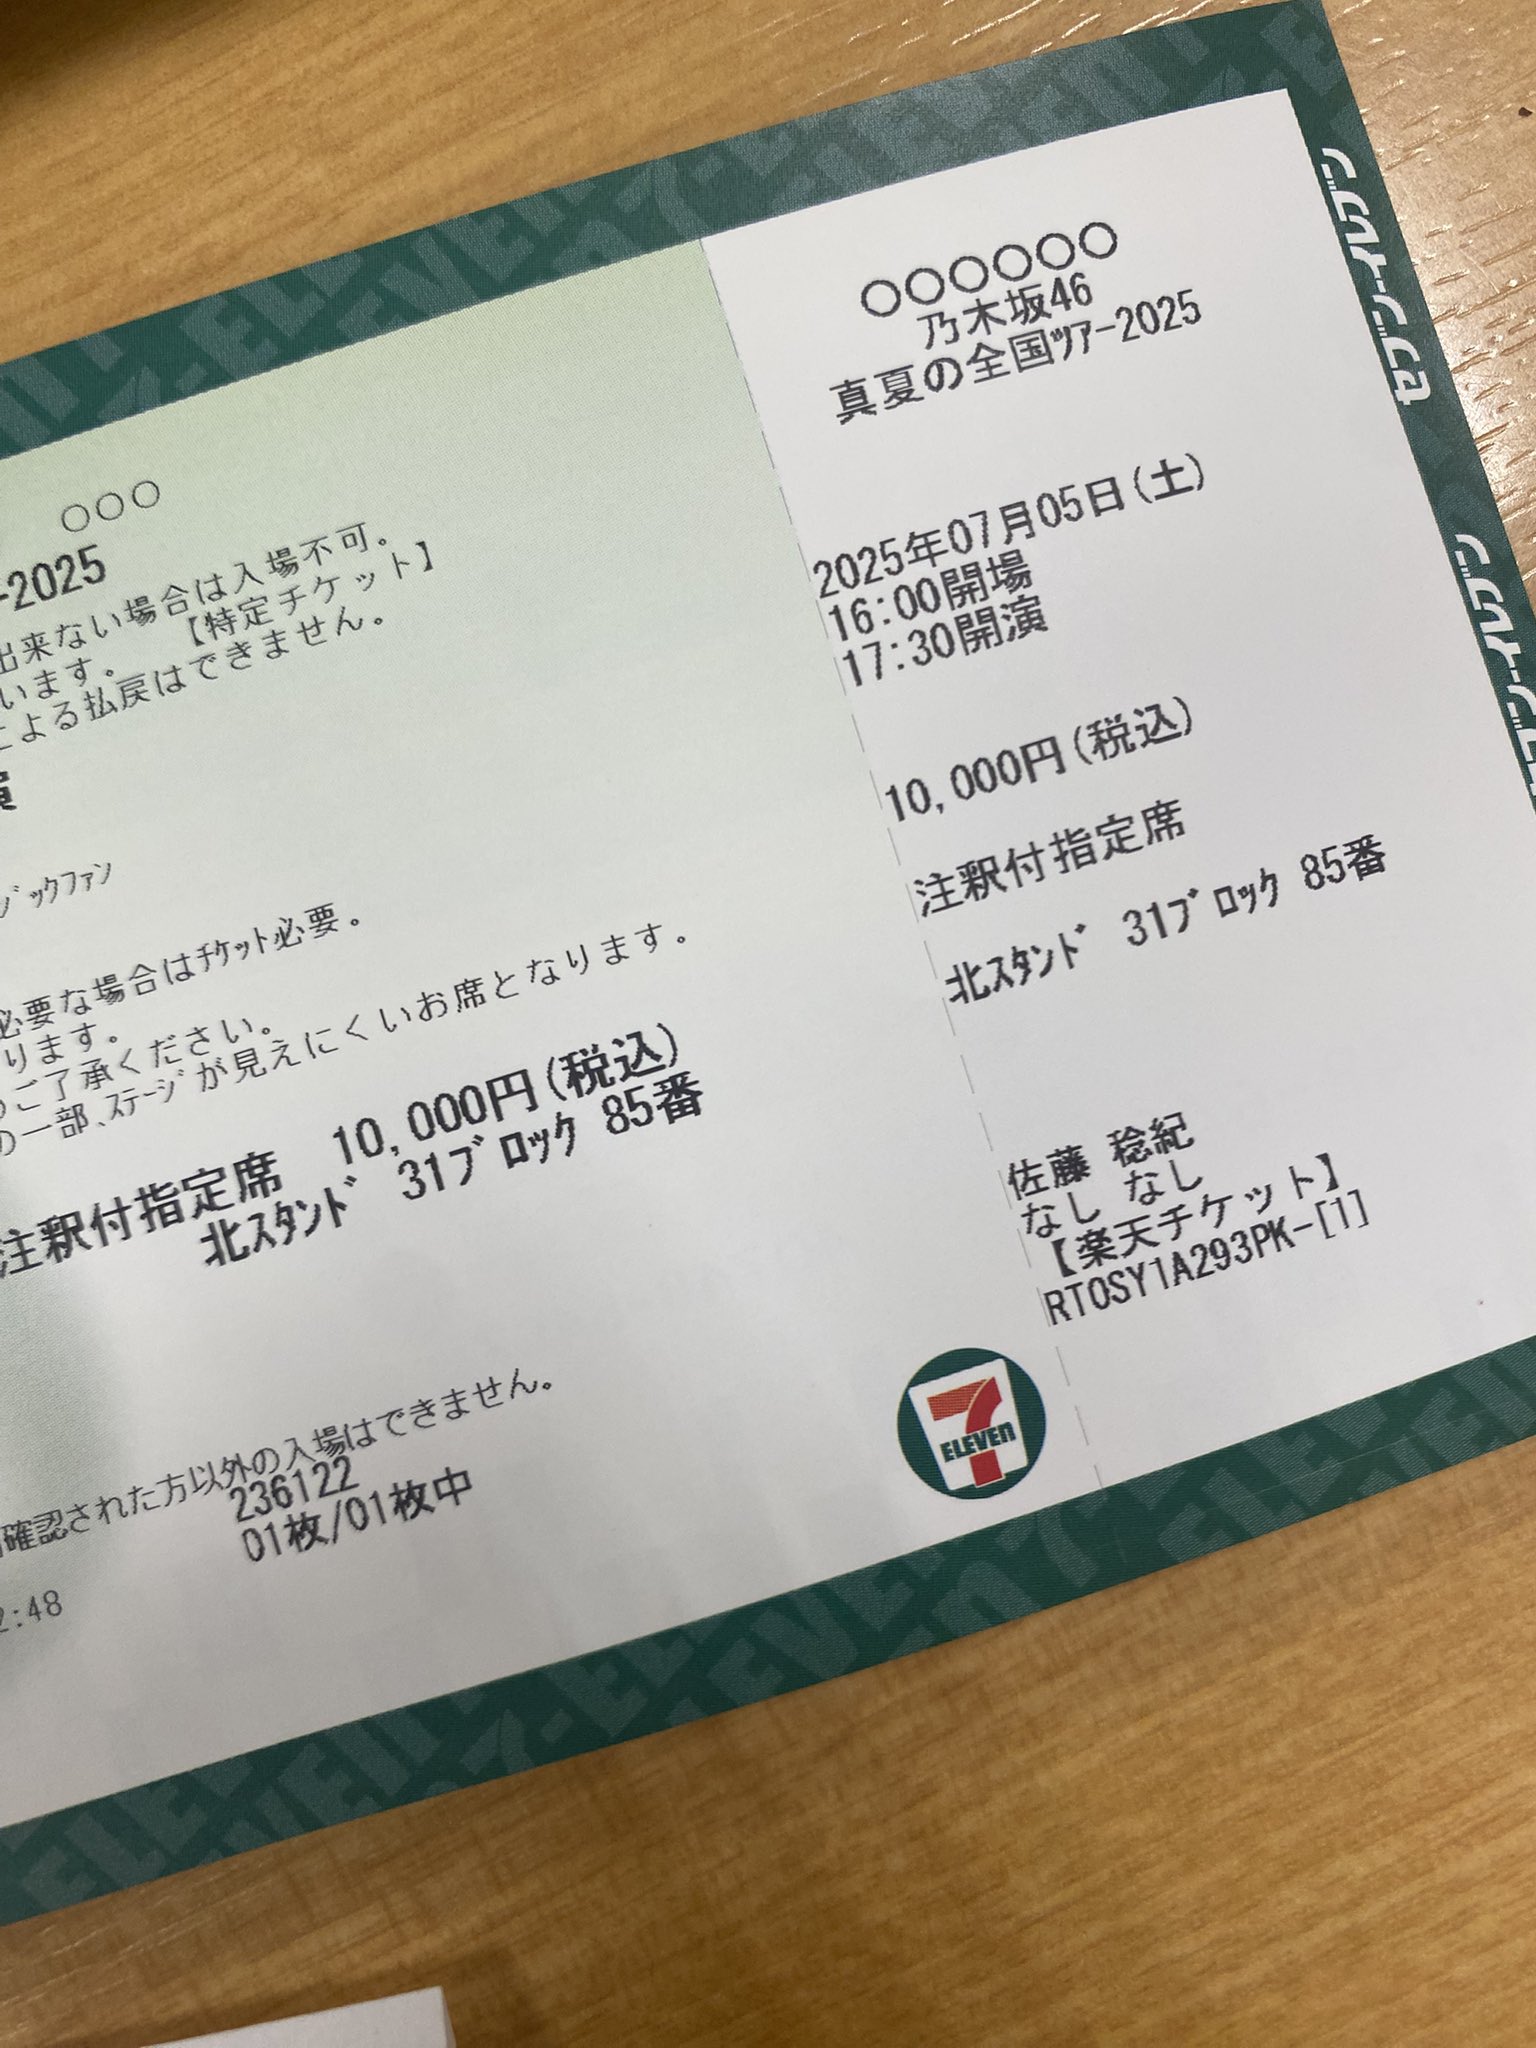 ○○○
-2025
出来ない場合は入場不可。
います。 【特定チケット】
による払戻はできません。
演
ｼﾞｯｸﾌｧﾝ
必要な場合はﾁｹｯﾄ必要。
ります。
ご了承ください。
の一部､ｽﾃｰｼﾞが見えにくいお席となります。
注釈付指定席 10,000円(税込)
北ｽﾀﾝﾄﾞ 31ﾌﾞﾛｯｸ 85番
確認された方以外の入場はできません。
236122
01枚/01枚中
2:48
○○○○○○
乃木坂46
真夏の全国ﾂｱｰ2025
2025年07月05日(土)
16:00開場
17:30開演
10,000円(税込)
注釈付指定席
北ｽﾀﾝﾄﾞ 31ﾌﾞﾛｯｸ 85番
佐藤 稔紀
なし なし
【楽天チケット】
RT0SY1A293PK-[1]
7
ELEVEn
セブン-イレブン
セブン-イレブン